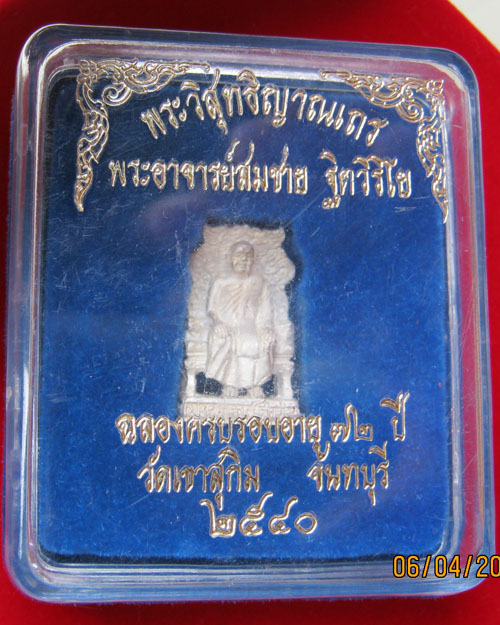 พระวิสุทธิญาณเถร
พระอาจารย์สมชาย ฐิตวิริโย
ฉลองครบรอบอายุ ๗๒ ปี
วัดเขาสุกิม จันทบุรี
๒๕๔๐
06/04/20